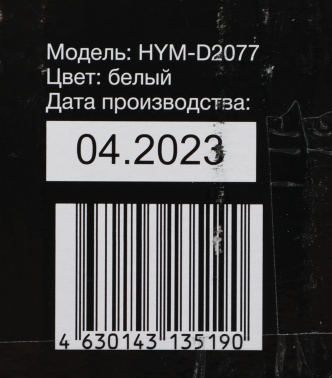 Модель: HYM-D2077
Цвет: белый
Дата производства:
04.2023
4 630143 135190